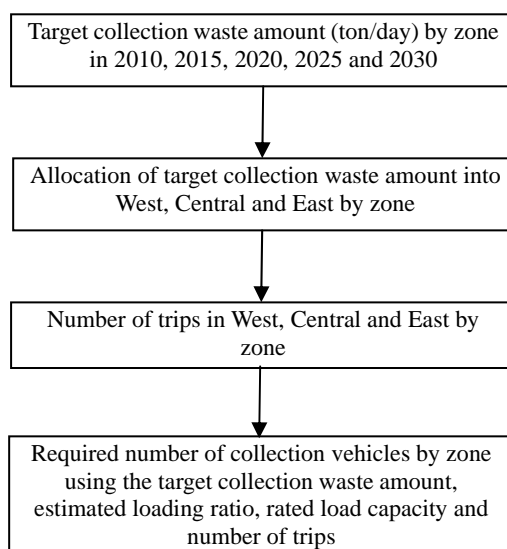 Target collection waste amount (ton/day) by zone
in 2010, 2015, 2020, 2025 and 2030
Allocation of target collection waste amount into
West, Central and East by zone
Number of trips in West, Central and East by
zone
Required number of collection vehicles by zone
using the target collection waste amount,
estimated loading ratio, rated load capacity and
number of trips